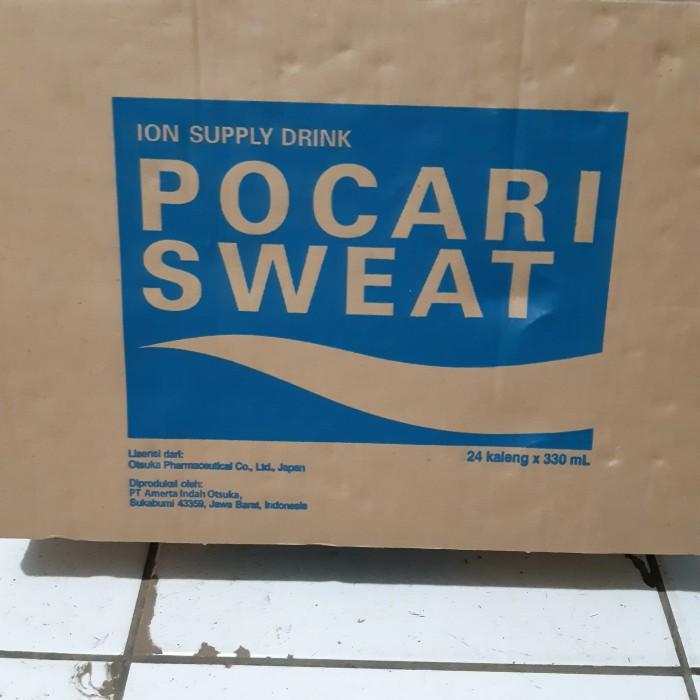 ION SUPPLY DRINK
POCARI
SWEAT
Lisensi dari:
Otsuka Pharmaceutical Co., Ltd., Japan
24 kaleng x 330 mL
Diproduksi oleh:
PT Amerta Indah Otsuka,
Sukabumi 43359, Jawa Barat, Indonesia